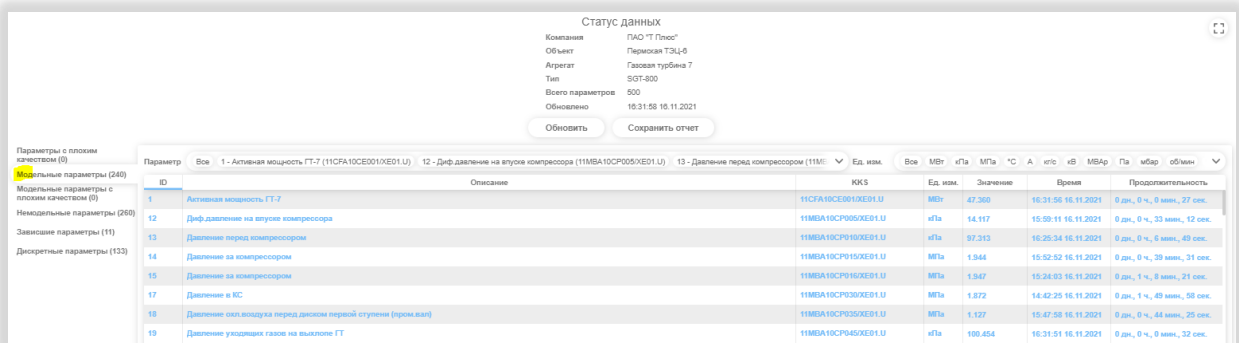 Статус данных
Компания ПАО "Т Плюс"
Объект Пермская ТЭЦ-6
Агрегат Газовая турбина 7
Тип SGT-800
Всего параметров 500
Обновлено 16:31:58 16.11.2021
Обновить Сохранить отчет
Параметры с плохим
качеством (0)
Модельные параметры (240)
Модельные параметры с
плохим качеством (0)
Немодельные параметры (260)
Зависшие параметры (11)
Дискретные параметры (133)
Параметр Все 1 - Активная мощность ГТ-7 (11CFA10CE001/XE01.U) 12 - Диф.давление на впуске компрессора (11MBA10CP005/XE01.U) 13 - Давление перед компрессором (11ME Ед. изм. Все МВт кПа МПа °C А кг/с кВ МВАр Па мбар об/мин
ID Описание KKS Ед. изм. Значение Время Продолжительность
1 Активная мощность ГТ-7 11CFA10CE001/XE01.U МВт 47.360 16:31:56 16.11.2021 0 дн., 0 ч., 0 мин., 27 сек.
12 Диф.давление на впуске компрессора 11MBA10CP005/XE01.U кПа 14.117 15:59:11 16.11.2021 0 дн., 0 ч., 33 мин., 12 сек.
13 Давление перед компрессором 11MBA10CP010/XE01.U кПа 97.313 16:25:34 16.11.2021 0 дн., 0 ч., 6 мин., 49 сек.
14 Давление за компрессором 11MBA10CP015/XE01.U МПа 1.944 15:52:52 16.11.2021 0 дн., 0 ч., 39 мин., 31 сек.
15 Давление за компрессором 11MBA10CP016/XE01.U МПа 1.947 15:24:03 16.11.2021 0 дн., 1 ч., 8 мин., 21 сек.
17 Давление в КС 11MBA10CP030/XE01.U МПа 1.872 14:42:25 16.11.2021 0 дн., 1 ч., 49 мин., 58 сек.
18 Давление охл.воздуха перед диском первой ступени (пром.вал) 11MBA10CP035/XE01.U МПа 1.127 15:47:58 16.11.2021 0 дн., 0 ч., 44 мин., 25 сек.
19 Давление уходящих газов на выхлопе ГТ 11MBA10CP045/XE01.U кПа 100.454 16:31:51 16.11.2021 0 дн., 0 ч., 0 мин., 32 сек.